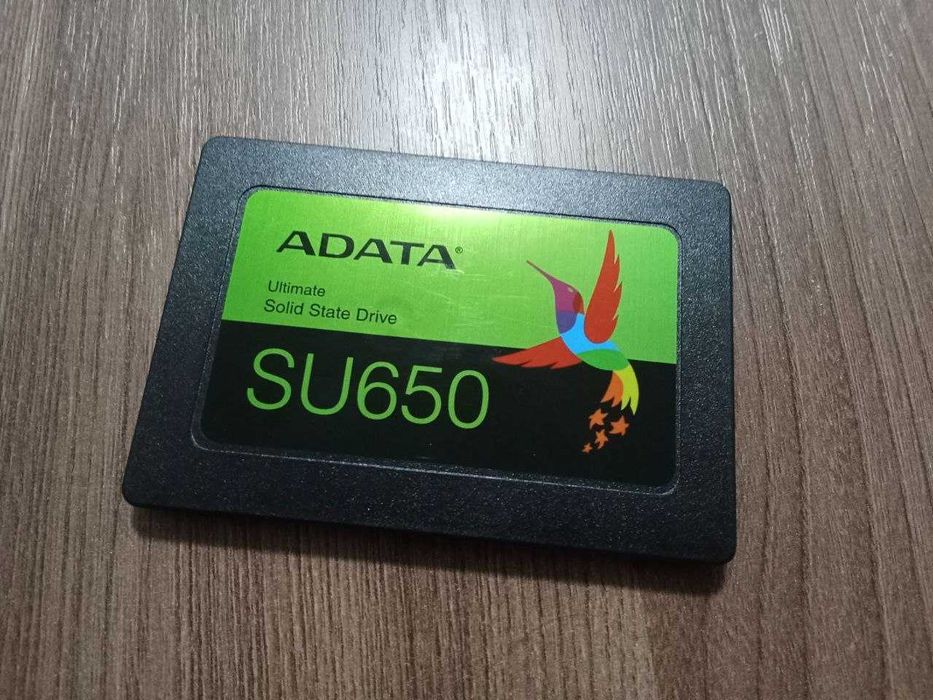 ADATA®
Ultimate
Solid State Drive
SU650